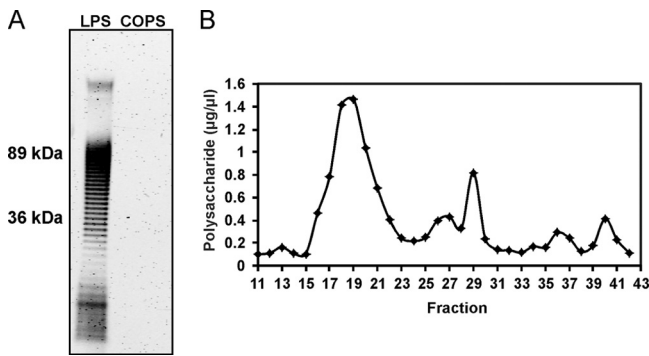 A
LPS COPS
89 kDa
36 kDa
B
Polysaccharide (µg/µl)
1.6
1.4
1.2
1
0.8
0.6
0.4
0.2
0
11 13 15 17 19 21 23 25 27 29 31 33 35 37 39 41 43
Fraction